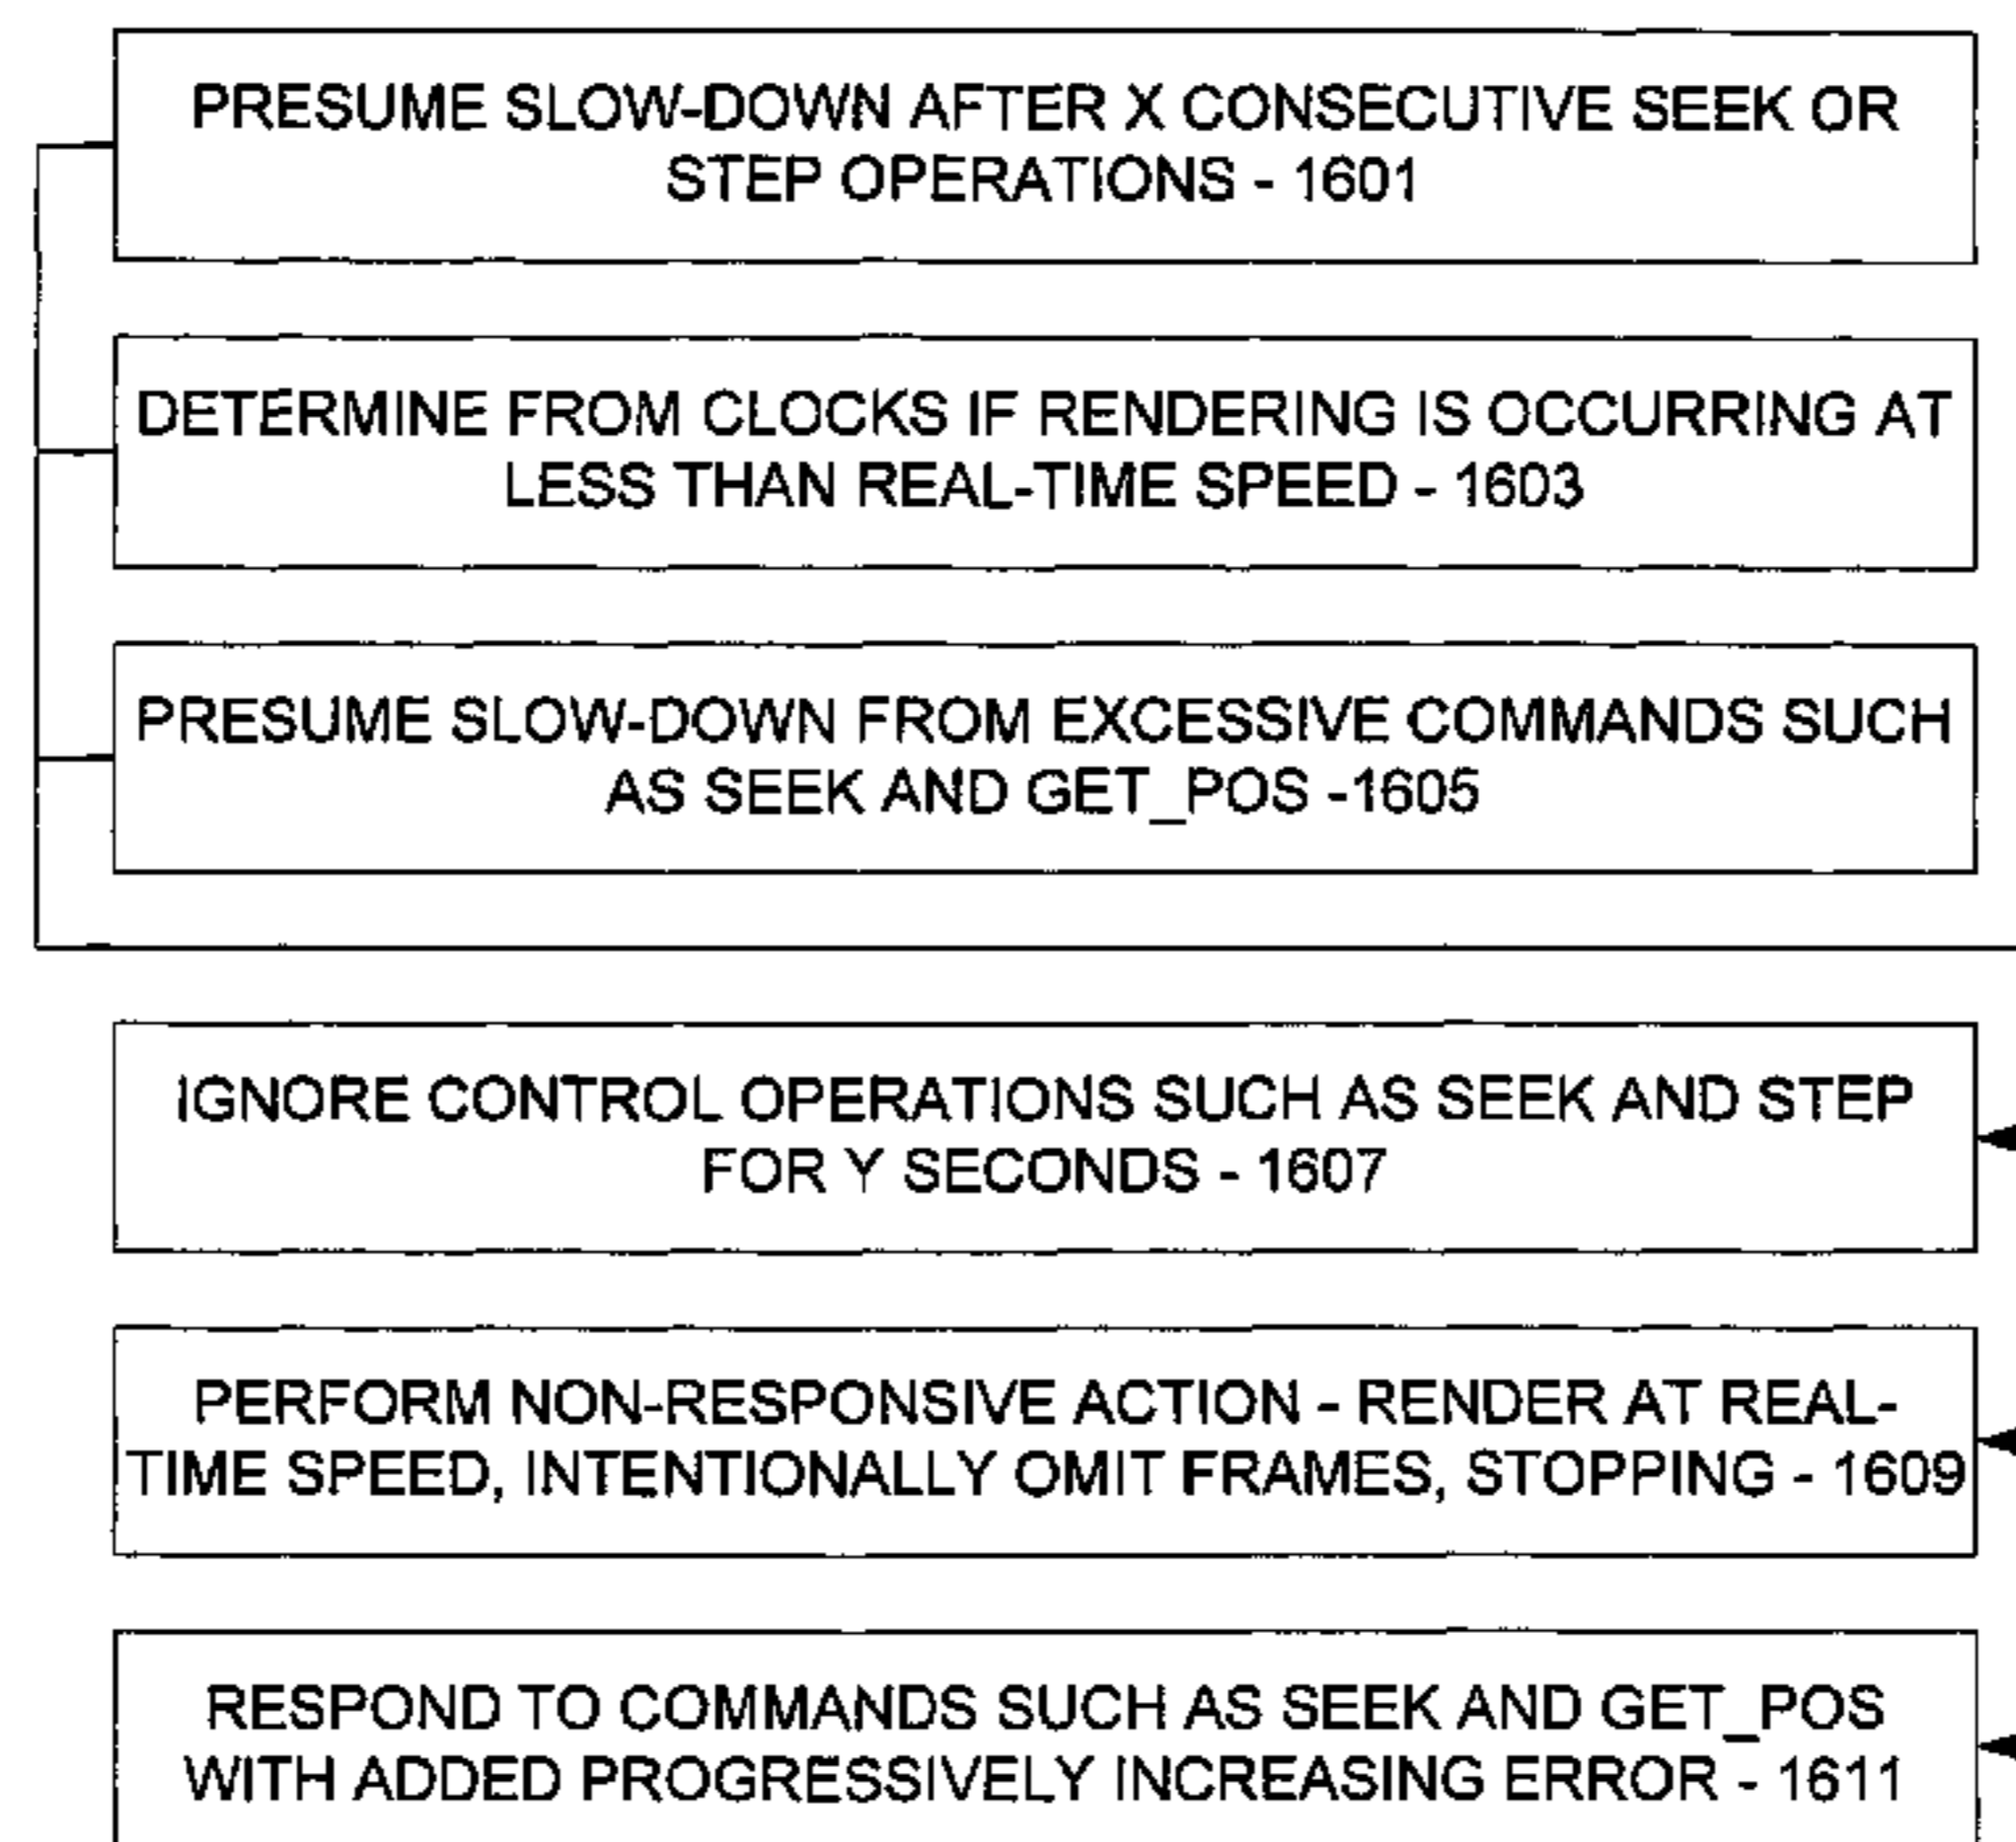 PRESUME SLOW-DOWN AFTER X CONSECUTIVE SEEK OR
STEP OPERATIONS - 1601
DETERMINE FROM CLOCKS IF RENDERING IS OCCURRING AT
LESS THAN REAL-TIME SPEED - 1603
PRESUME SLOW-DOWN FROM EXCESSIVE COMMANDS SUCH
AS SEEK AND GET_POS -1605
IGNORE CONTROL OPERATIONS SUCH AS SEEK AND STEP
FOR Y SECONDS - 1607
PERFORM NON-RESPONSIVE ACTION - RENDER AT REAL-
TIME SPEED, INTENTIONALLY OMIT FRAMES, STOPPING - 1609
RESPOND TO COMMANDS SUCH AS SEEK AND GET_POS
WITH ADDED PROGRESSIVELY INCREASING ERROR - 1611